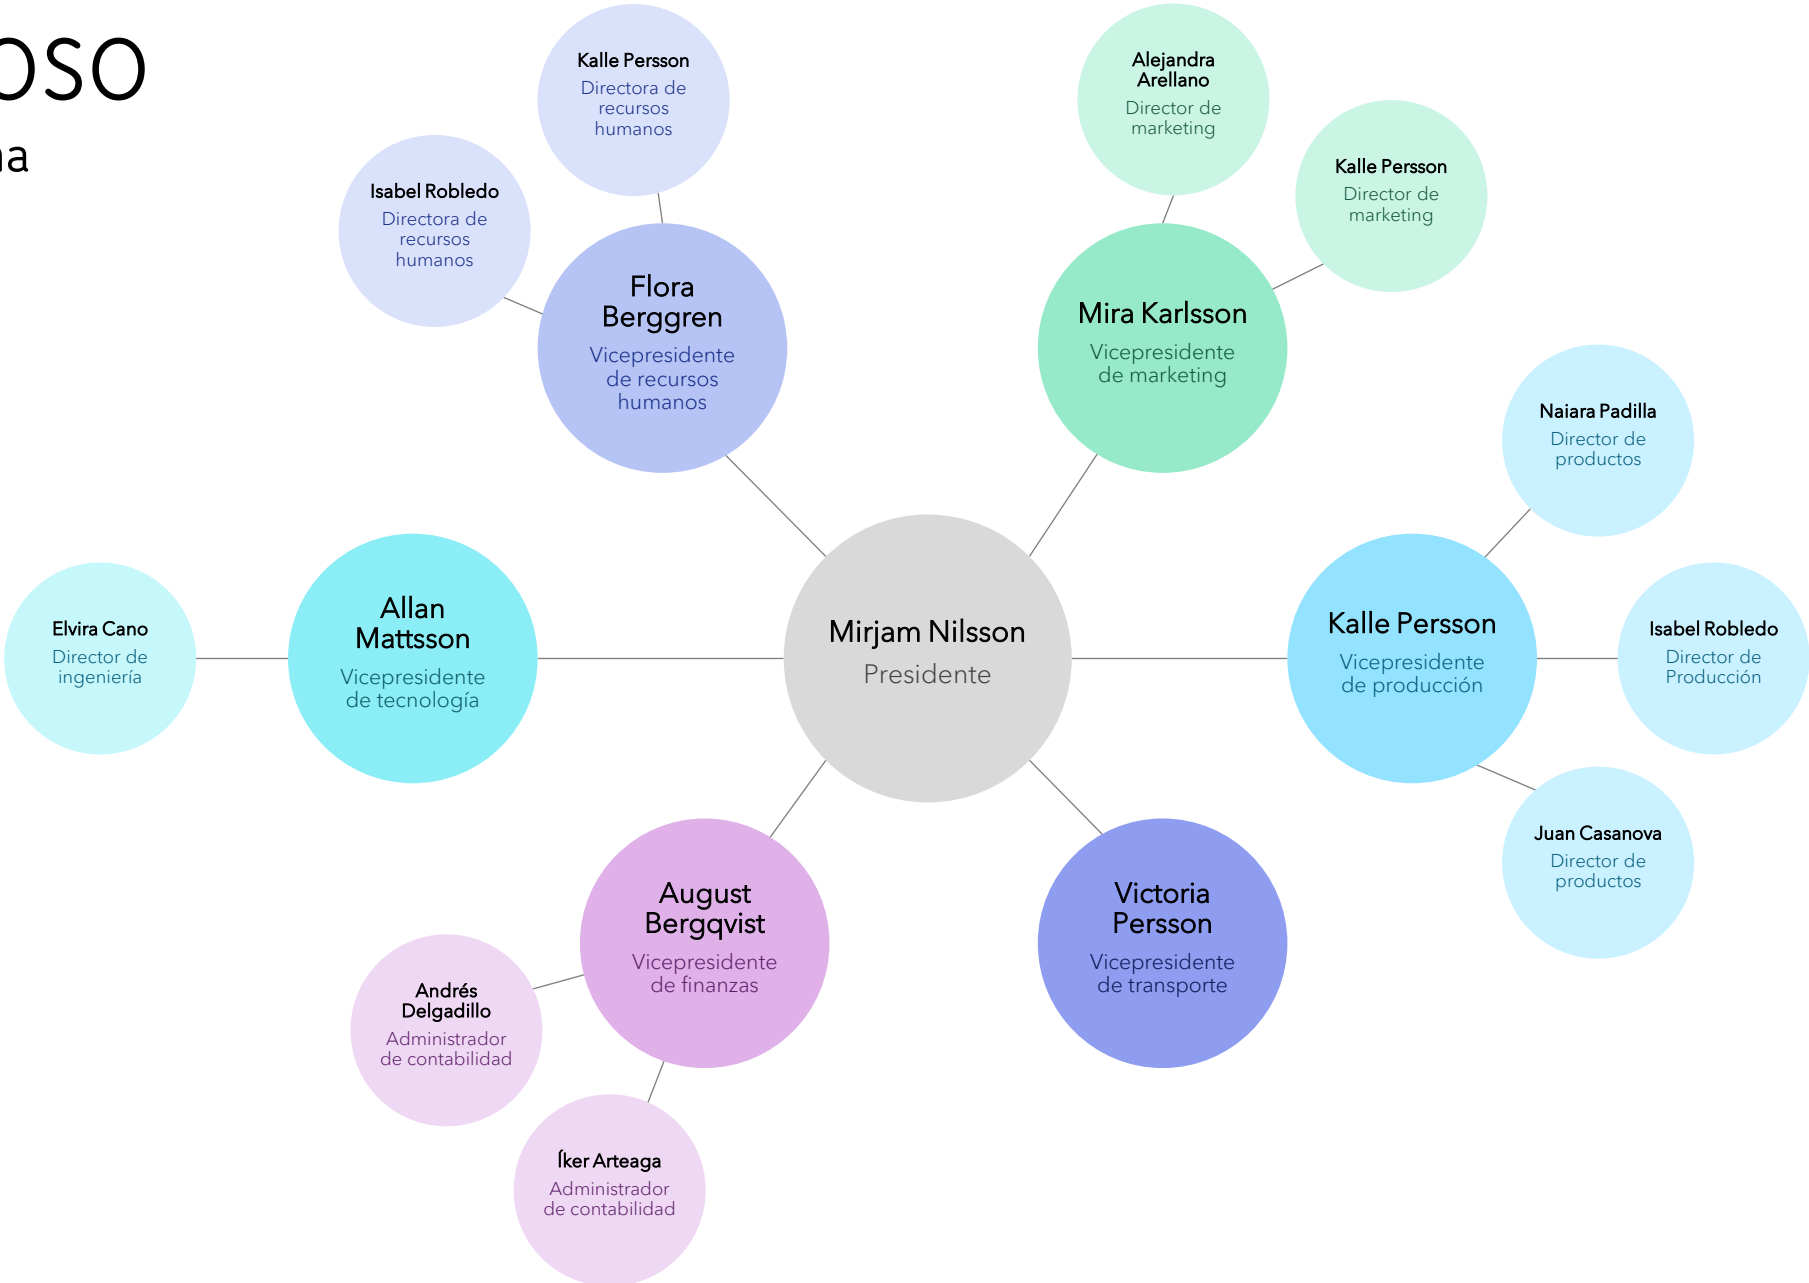 Kalle Persson
Directora de
recursos
humanos
Alejandra
Arellano
Director de
marketing
Isabel Robledo
Directora de
recursos
humanos
Kalle Persson
Director de
marketing
Flora
Berggren
Vicepresidente
de recursos
humanos
Mira Karlsson
Vicepresidente
de marketing
Naiara Padilla
Director de
productos
Elvira Cano
Director de
ingeniería
Allan
Mattsson
Vicepresidente
de tecnología
Mirjam Nilsson
Presidente
Kalle Persson
Vicepresidente
de producción
Isabel Robledo
Director de
Producción
Juan Casanova
Director de
productos
August
Bergqvist
Vicepresidente
de finanzas
Victoria
Persson
Vicepresidente
de transporte
Andrés
Delgadillo
Administrador
de contabilidad
Íker Arteaga
Administrador
de contabilidad